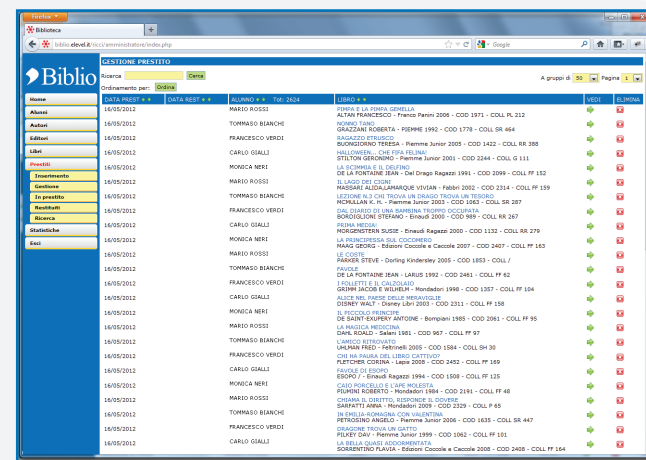 Firefox
Biblioteca
biblio.elevel.it/ricci/amministratore/index.php
Google
Biblio
GESTIONE PRESTITO
Ricerca Cerca
Ordinamento per: Ordina
A gruppi di 50 Pagina 1
Home
Alunni
Autori
Editori
Libri
Prestiti
Inserimento
Gestione
In prestito
Restituiti
Ricerca
Statistiche
Esci
DATA PREST DATA REST ALUNNO Tot: 2624 LIBRO VEDI ELIMINA
16/05/2012 MARIO ROSSI PIMPA E LA PIMPA GEMELLA
ALTAN FRANCESCO - Franco Panini 2006 - COD 1971 - COLL PL 212
16/05/2012 TOMMASO BIANCHI NONNO TANO
GRAZZANI ROBERTA - PIEMME 1992 - COD 1778 - COLL SR 464
16/05/2012 FRANCESCO VERDI RAGAZZO ETRUSCO
BUONGIORNO TERESA - Piemme Junior 2005 - COD 1422 - COLL RR 388
16/05/2012 CARLO GIALLI HALLOWEEN... CHE FIFA FELINA!
STILTON GERONIMO - Piemme Junior 2001 - COD 2244 - COLL G 111
16/05/2012 MONICA NERI LA SCIMMIA E IL DELFINO
DE LA FONTAINE JEAN - Del Drago Ragazzi 1991 - COD 2099 - COLL FF 152
16/05/2012 MARIO ROSSI IL LAGO DEI CIGNI
MASSARI ALIDA,LAMARQUE VIVIAN - Fabbri 2002 - COD 2314 - COLL FF 159
16/05/2012 TOMMASO BIANCHI LEZIONE N.3 CHI TROVA UN DRAGO TROVA UN TESORO
MCMULLAN K. H. - Piemme Junior 2003 - COD 1063 - COLL SR 287
16/05/2012 FRANCESCO VERDI DAL DIARIO DI UNA BAMBINA TROPPO OCCUPATA
BORDIGLIONI STEFANO - Einaudi 2000 - COD 989 - COLL RR 267
16/05/2012 CARLO GIALLI PRIMA MEDIA!
MORGENSTERN SUSIE - Einaudi Ragazzi 2000 - COD 1132 - COLL RR 279
16/05/2012 MONICA NERI LA PRINCIPESSA SUL COCOMERO
MAAG GEORG - Edizioni Coccole e Caccole 2007 - COD 2407 - COLL FF 163
16/05/2012 MARIO ROSSI LE COSTE
PARKER STEVE - Dorling Kindersley 2005 - COD 1853 - COLL /
16/05/2012 TOMMASO BIANCHI FAVOLE
DE LA FONTAINE JEAN - LARUS 1992 - COD 2461 - COLL FF 62
16/05/2012 FRANCESCO VERDI I FOLLETTI E IL CALZOLAIO
GRIMM JACOB E WILHELM - Mondadori 1998 - COD 1357 - COLL FF 104
16/05/2012 CARLO GIALLI ALICE NEL PAESE DELLE MERAVIGLIE
DISNEY WALT - Disney Libri 2003 - COD 2311 - COLL FF 158
16/05/2012 MONICA NERI IL PICCOLO PRINCIPE
DE SAINT-EXUPERY ANTOINE - Bompiani 1985 - COD 2061 - COLL FF 95
16/05/2012 MARIO ROSSI LA MAGICA MEDICINA
DAHL ROALD - Salani 1981 - COD 967 - COLL FF 97
16/05/2012 TOMMASO BIANCHI L'AMICO RITROVATO
UHLMAN FRED - Feltrinelli 2005 - COD 1584 - COLL SH 30
16/05/2012 FRANCESCO VERDI CHI HA PAURA DEL LIBRO CATTIVO?
FLETCHER CORINA - Lapis 2008 - COD 2452 - COLL FF 169
16/05/2012 CARLO GIALLI FAVOLE DI ESOPO
ESOPO / - Einaudi Ragazzi 1994 - COD 1508 - COLL FF 125
16/05/2012 MONICA NERI CAIO PORCELLO E L'APE MOLESTA
PIUMINI ROBERTO - Mondadori 1984 - COD 2191 - COLL FF 48
16/05/2012 MARIO ROSSI CHIAMA IL DIRITTO, RISPONDE IL DOVERE
SARFATTI ANNA - Mondadori 2009 - COD 2329 - COLL P 65
16/05/2012 TOMMASO BIANCHI IN EMILIA-ROMAGNA CON VALENTINA
PETROSINO ANGELO - Piemme Junior 2006 - COD 1635 - COLL SR 447
16/05/2012 FRANCESCO VERDI DRAGONE TROVA UN GATTO
PILKEY DAV - Piemme Junior 1999 - COD 1062 - COLL FF 101
16/05/2012 CARLO GIALLI LA BELLA QUASI ADDORMENTATA
SORRENTINO FLAVIA - Edizioni Coccole e Caccole 2008 - COD 2408 - COLL FF 164